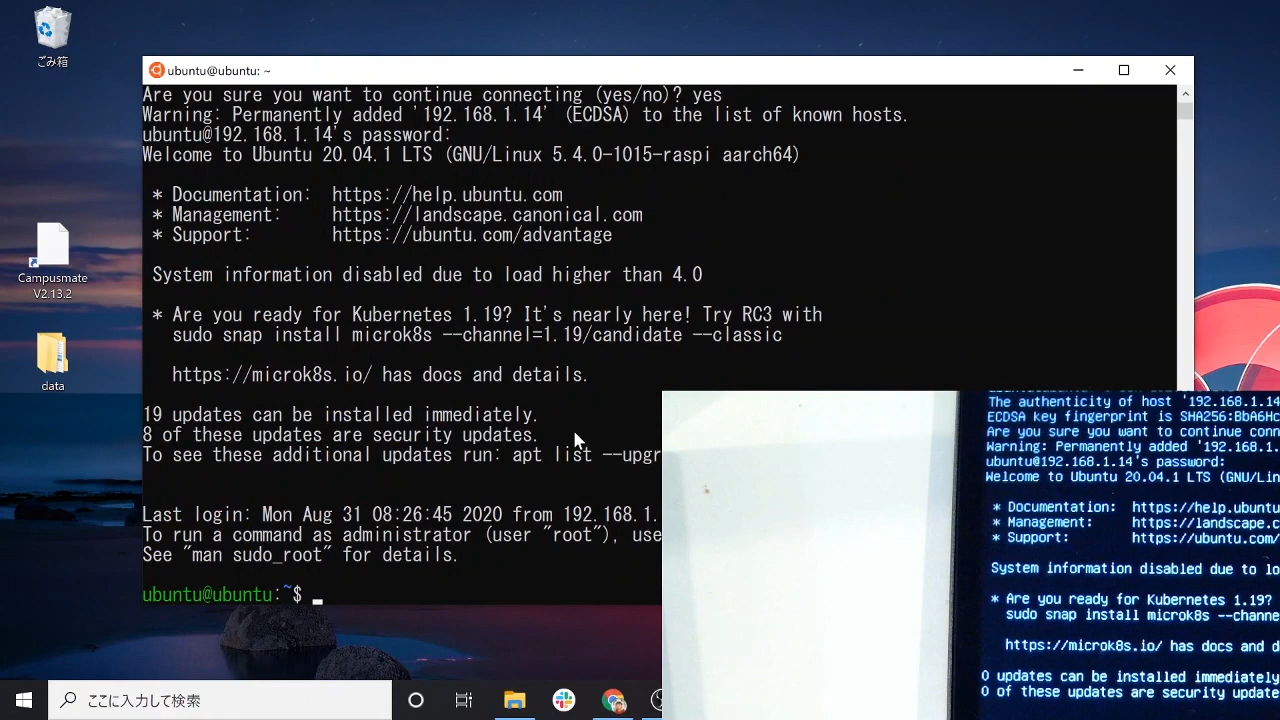 ごみ箱
Campusmate
V2.13.2
data
ubuntu@ubuntu: ~
Are you sure you want to continue connecting (yes/no)? yes
Warning: Permanently added '192.168.1.14' (ECDSA) to the list of known hosts.
ubuntu@192.168.1.14's password:
Welcome to Ubuntu 20.04.1 LTS (GNU/Linux 5.4.0-1015-raspi aarch64)
* Documentation: https://help.ubuntu.com
* Management: https://landscape.canonical.com
* Support: https://ubuntu.com/advantage
System information disabled due to load higher than 4.0
* Are you ready for Kubernetes 1.19? It's nearly here! Try RC3 with
sudo snap install microk8s --channel=1.19/candidate --classic
https://microk8s.io/ has docs and details.
19 updates can be installed immediately.
8 of these updates are security updates.
To see these additional updates run: apt list --upgr
Last login: Mon Aug 31 08:26:45 2020 from 192.168.1.
To run a command as administrator (user "root"), use
See "man sudo_root" for details.
ubuntu@ubuntu:~$
The authenticity of host '192.168.1.14
ECDSA key fingerprint is SHA256:BbA6Hc
Are you sure you want to continue conn
Warning: Permanently added '192.168.1.
ubuntu@192.168.1.14's password:
Welcome to Ubuntu 20.04.1 LTS (GNU/Lin
* Documentation: https://help.ubuntu
* Management: https://landscape.c
* Support: https://ubuntu.com/
System information disabled due to lo
* Are you ready for Kubernetes 1.19?
sudo snap install microk8s --channe
https://microk8s.io/ has docs and d
0 updates can be installed immediately
0 of these updates are security update
ここに入力して検索